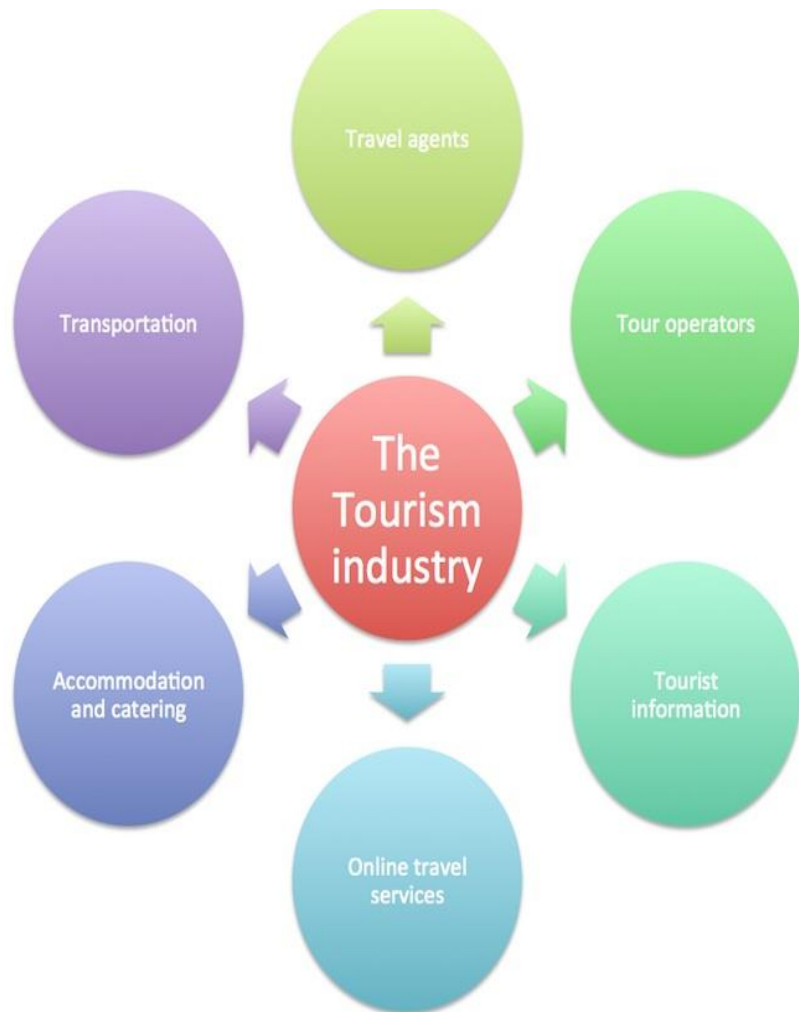 Travel agents
Transportation
Tour operators
The
Tourism
industry
Accommodation
and catering
Tourist
information
Online travel
services